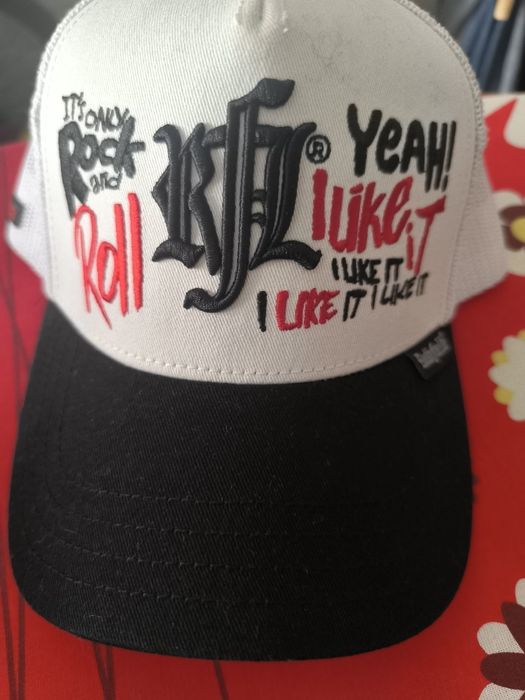 IT'S ONLY
Rock
and
Roll
RFL®
YEAH!
I LIKE IT
I LIKE IT
I LIKE IT I LIKE IT